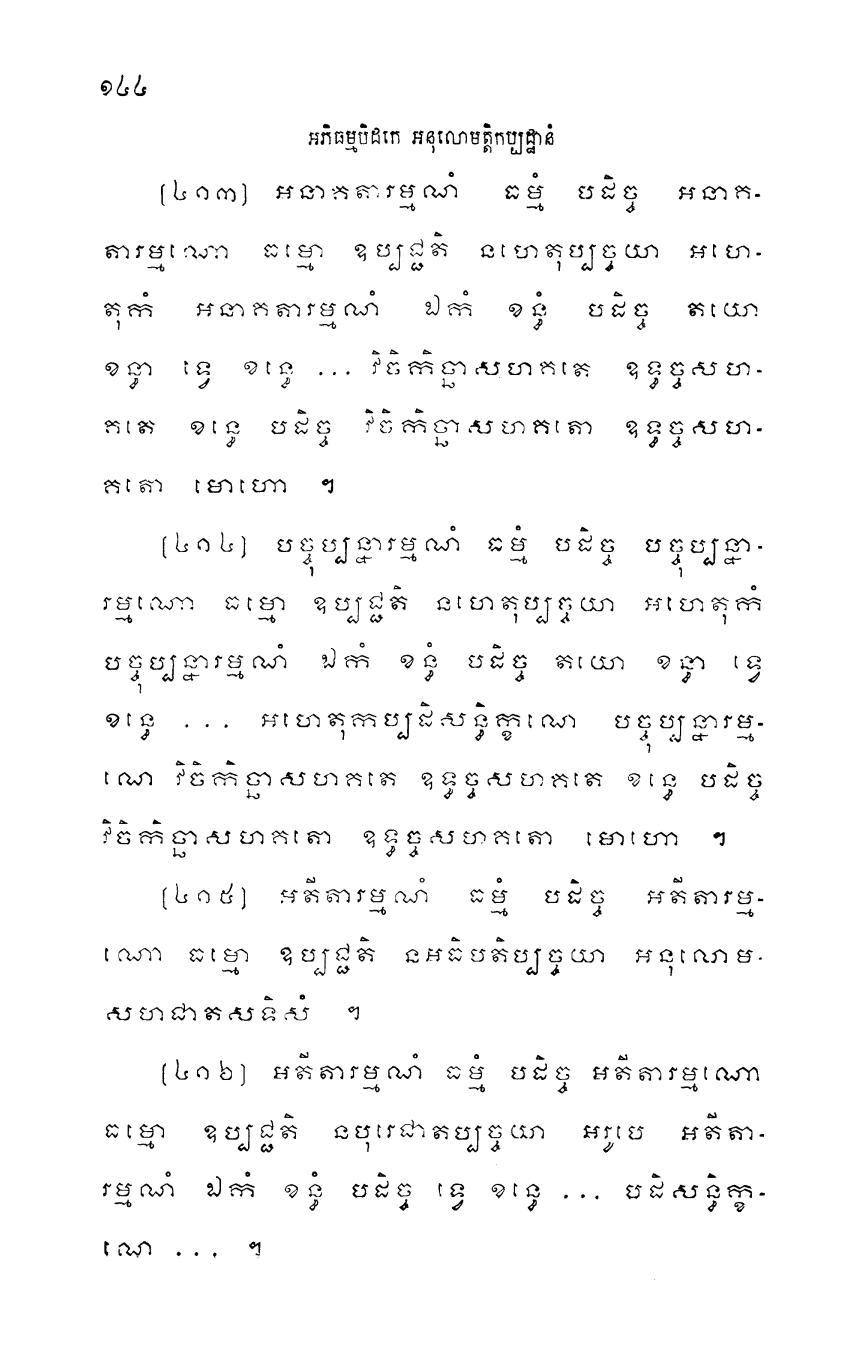 ១៤៤
អភិធម្មបិដកេ អនុលោមត្តិកប្បដ្ឋានំ
[៤១៣] អនាគតារម្មណំ ធម្មំ បដិច្ច អនាគ-
តារម្មណោ ធម្មោ ឧប្បជ្ជតិ នហេតុប្បច្ចយា អហេ-
តុកំ អនាគតារម្មណំ ឯកំ ខន្ធំ បដិច្ច តយោ
ខន្ធា ទ្វេ ខន្ធេ ... វិចិកិច្ឆាសហគតេ ឧទ្ធច្ចសហ-
គតេ ខន្ធេ បដិច្ច វិចិកិច្ឆាសហគតោ ឧទ្ធច្ចសហ-
គតោ មោហោ ។
[៤១៤] បច្ចុប្បន្នារម្មណំ ធម្មំ បដិច្ច បច្ចុប្បន្នា-
រម្មណោ ធម្មោ ឧប្បជ្ជតិ នហេតុប្បច្ចយា អហេតុកំ
បច្ចុប្បន្នារម្មណំ ឯកំ ខន្ធំ បដិច្ច តយោ ខន្ធា ទ្វេ
ខន្ធេ ... អហេតុកប្បដិសន្ធិក្ខណេ បច្ចុប្បន្នារម្ម-
ណេ វិចិកិច្ឆាសហគតេ ឧទ្ធច្ចសហគតេ ខន្ធេ បដិច្ច
វិចិកិច្ឆាសហគតោ ឧទ្ធច្ចសហគតោ មោហោ ។
[៤១៥] អតីតារម្មណំ ធម្មំ បដិច្ច អតីតារម្ម-
ណោ ធម្មោ ឧប្បជ្ជតិ នអធិបតិប្បច្ចយា អនុលោម-
សហជាតសទិសំ ។
[៤១៦] អតីតារម្មណំ ធម្មំ បដិច្ច អតីតារម្មណោ
ធម្មោ ឧប្បជ្ជតិ នបុរេជាតប្បច្ចយា អរូបេ អតីតា-
រម្មណំ ឯកំ ខន្ធំ បដិច្ច ទ្វេ ខន្ធេ ... បដិសន្ធិក្ខ-
ណេ ... ។